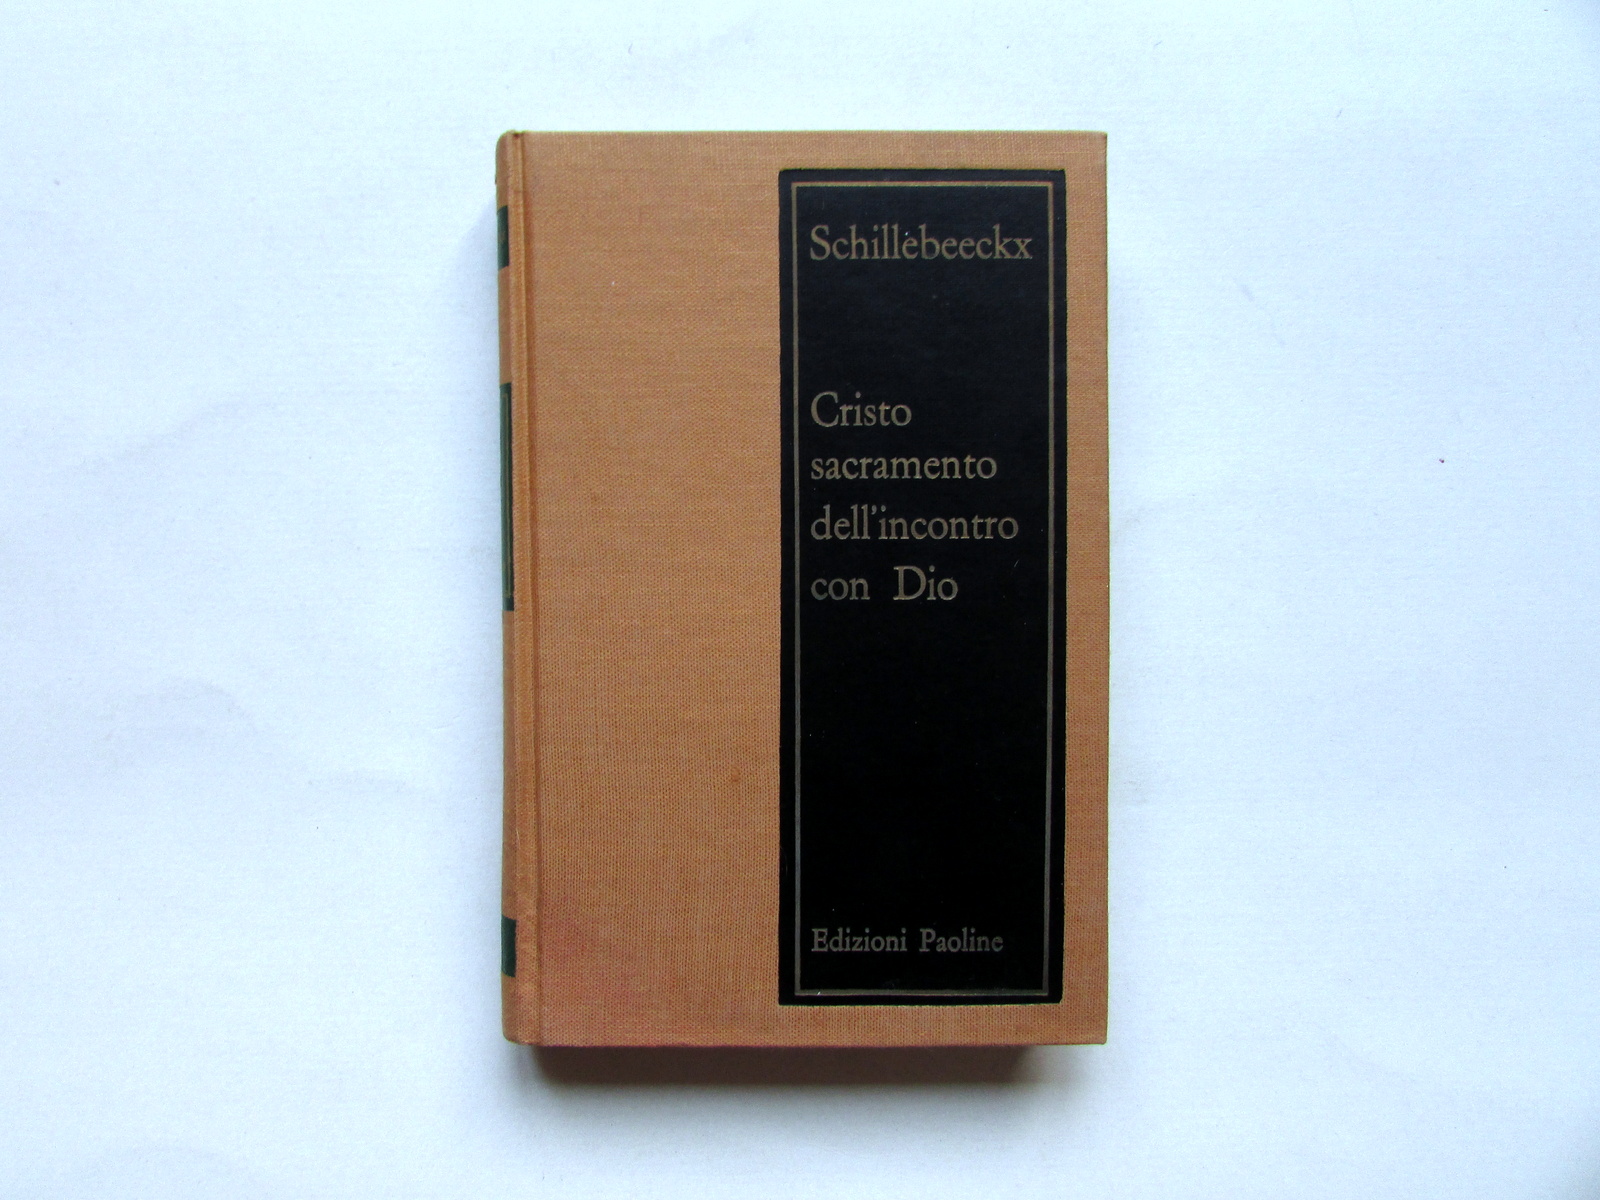 Schillebeeckx
Cristo
sacramento
dell'incontro
con Dio
Edizioni Paoline